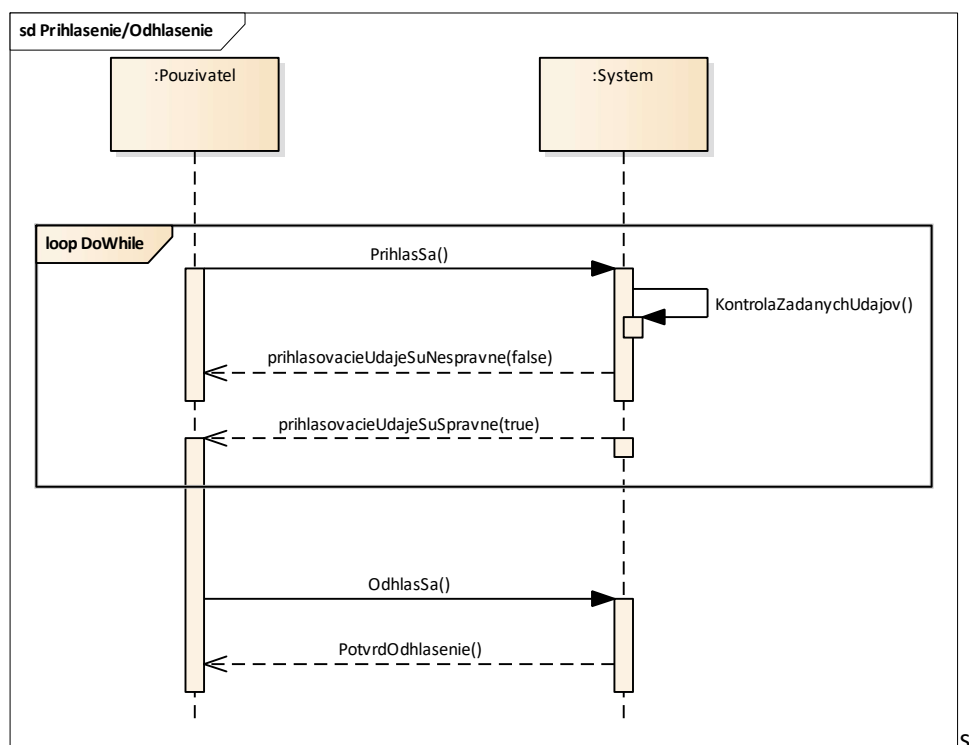 sd Prihlasenie/Odhlasenie
:Pouzivatel
:System
loop DoWhile
PrihlasSa()
KontrolaZadanychUdajov()
prihlasovacieUdajeSuNespravne(false)
prihlasovacieUdajeSuSpravne(true)
OdhlasSa()
PotvrdOdhlasenie()
S